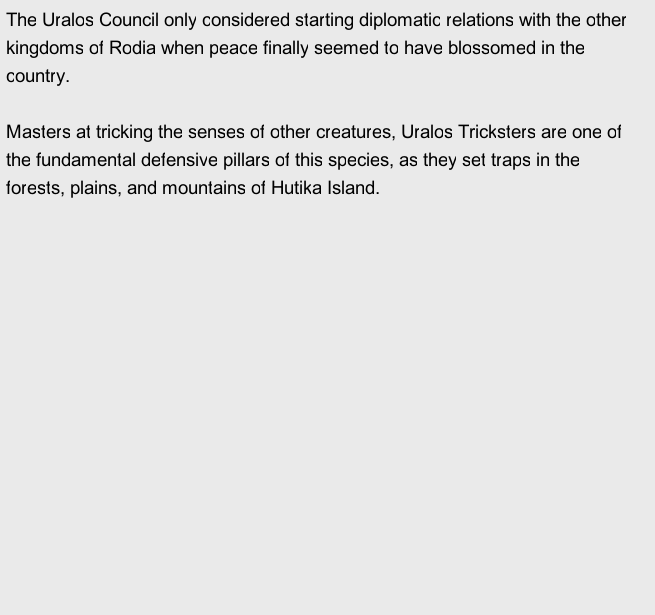 The Uralos Council only considered starting diplomatic relations with the other
kingdoms of Rodia when peace finally seemed to have blossomed in the
country.
Masters at tricking the senses of other creatures, Uralos Tricksters are one of
the fundamental defensive pillars of this species, as they set traps in the
forests, plains, and mountains of Hutika Island.